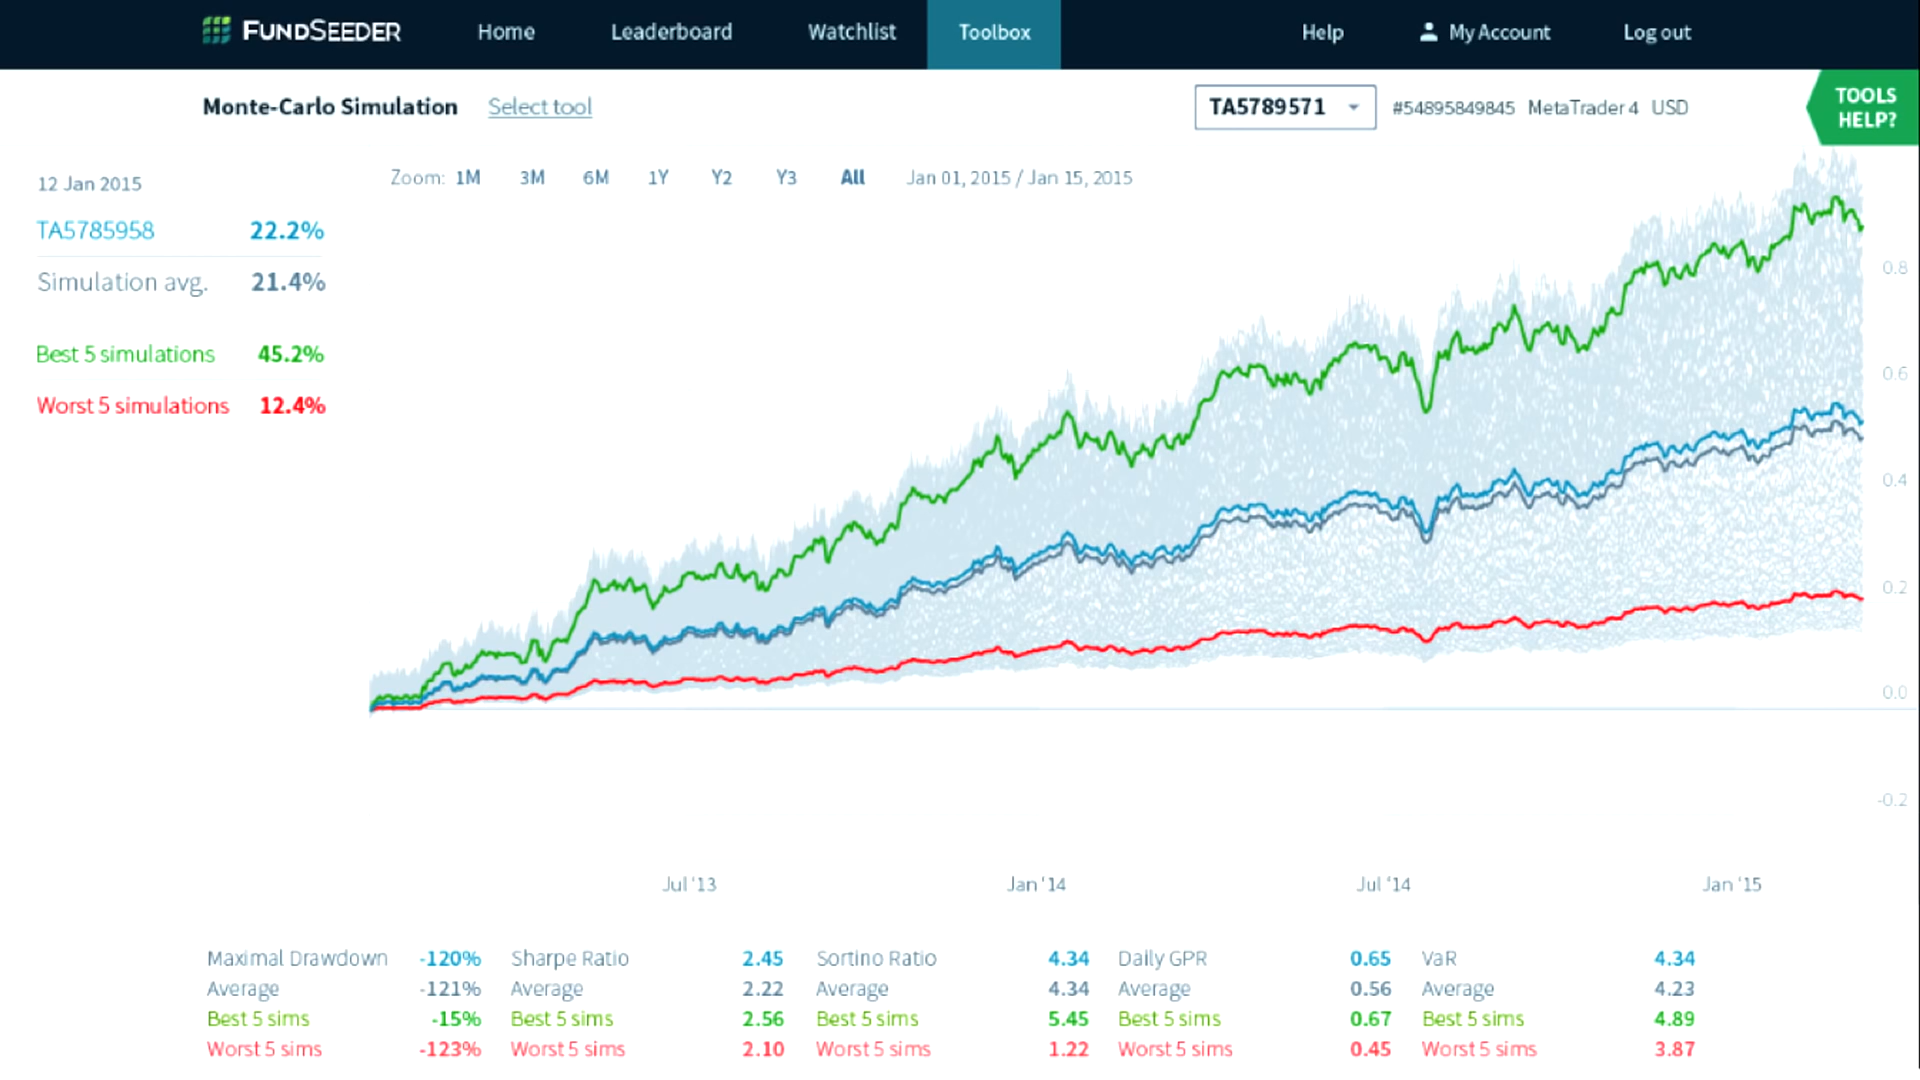 FUNDSEEDER Home Leaderboard Watchlist Toolbox Help My Account Log out
Monte-Carlo Simulation Select tool TA5789571 #54895849845 MetaTrader 4 USD
TOOLS
HELP?
Zoom: 1M 3M 6M 1Y Y2 Y3 All Jan 01, 2015 / Jan 15, 2015
12 Jan 2015
TA5785958 22.2%
Simulation avg. 21.4%
Best 5 simulations 45.2%
Worst 5 simulations 12.4%
0.8
0.6
0.4
0.2
0.0
-0.2
Jul '13 Jan '14 Jul '14 Jan '15
Maximal Drawdown -120% Sharpe Ratio 2.45 Sortino Ratio 4.34 Daily GPR 0.65 VaR 4.34
Average -121% Average 2.22 Average 4.34 Average 0.56 Average 4.23
Best 5 sims -15% Best 5 sims 2.56 Best 5 sims 5.45 Best 5 sims 0.67 Best 5 sims 4.89
Worst 5 sims -123% Worst 5 sims 2.10 Worst 5 sims 1.22 Worst 5 sims 0.45 Worst 5 sims 3.87